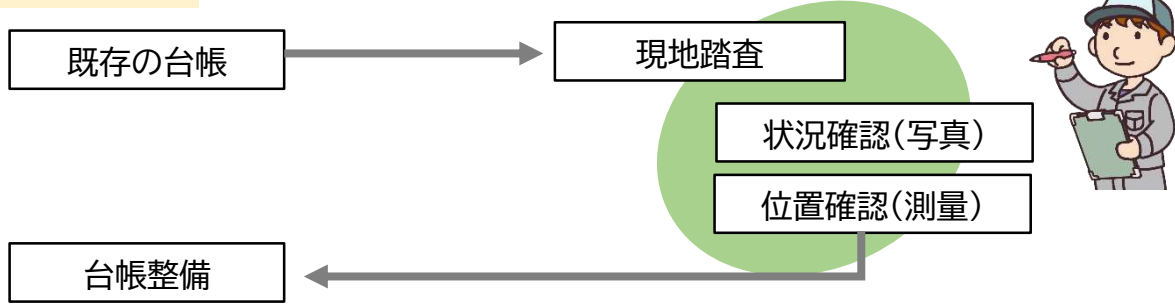 既存の台帳
現地踏査
状況確認(写真)
位置確認(測量)
台帳整備